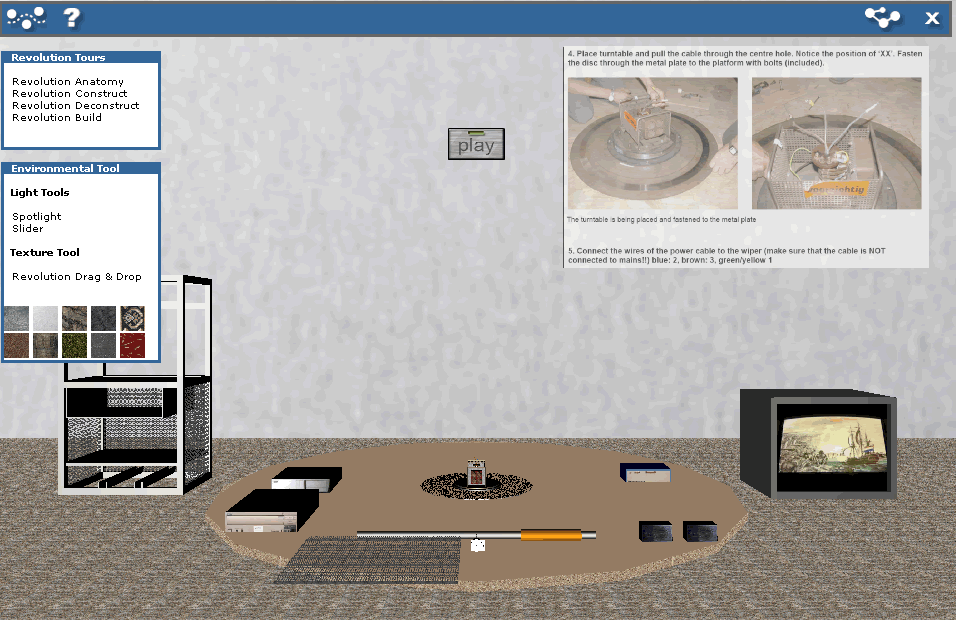 ?
x
Revolution Tours
Revolution Anatomy
Revolution Construct
Revolution Deconstruct
Revolution Build
play
4. Place turntable and pull the cable through the centre hole. Notice the position of 'XX'. Fasten
the disc through the metal plate to the platform with bolts (included).
The turntable is being placed and fastened to the metal plate
5. Connect the wires of the power cable to the wiper (make sure that the cable is NOT
connected to mains!!) blue: 2, brown: 3, green/yellow 1
Environmental Tool
Light Tools
Spotlight
Slider
Texture Tool
Revolution Drag & Drop